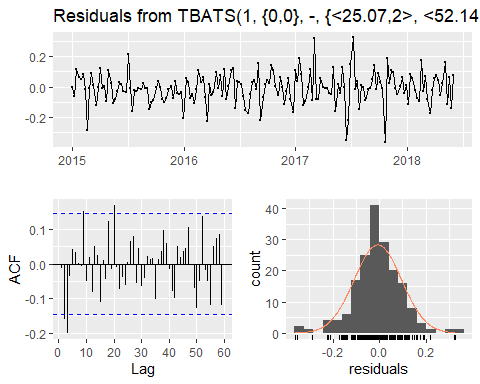 Residuals from TBATS(1, {0,0}, -, {<25.07,2>, <52.14
0.2
0.0
-0.2
2015 2016 2017 2018
0.1
0.0
-0.1
-0.2
ACF
0 10 20 30 40 50 60
Lag
40
30
20
10
0
count
-0.2 0.0 0.2
residuals